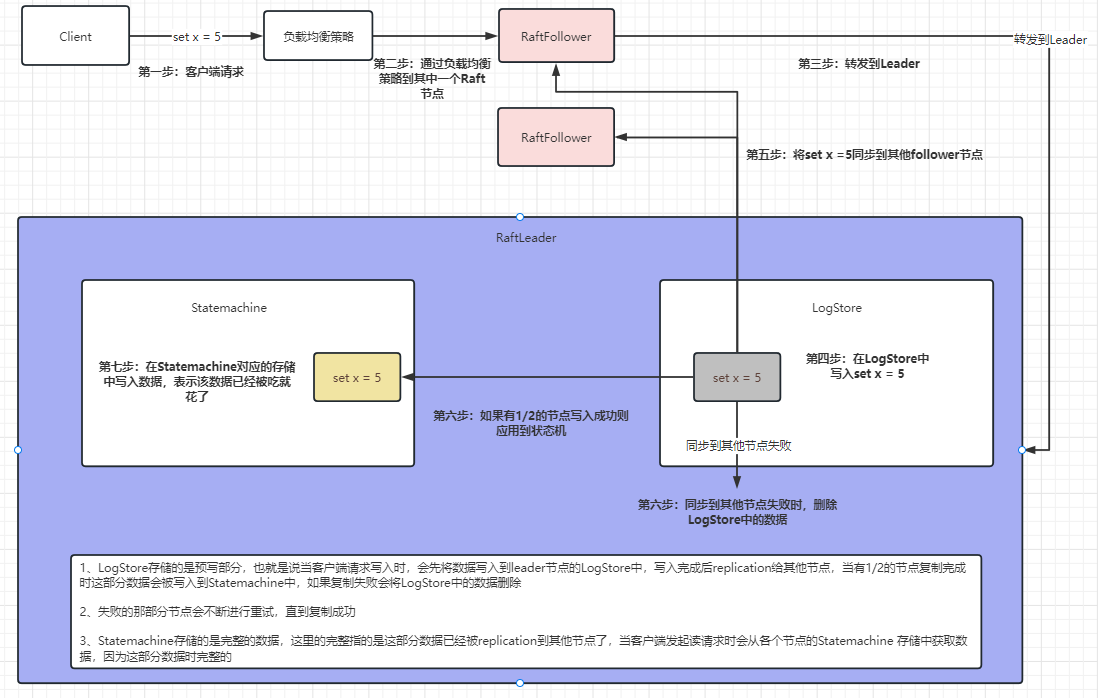 Client
set x = 5
负载均衡策略
RaftFollower
转发到Leader
第一步：客户端请求
第二步：通过负载均衡
策略到其中一个Raft
节点
第三步：转发到Leader
RaftFollower
第五步：将set x =5同步到其他follower节点
RaftLeader
Statemachine
LogStore
第七步：在Statemachine对应的存储
中写入数据，表示该数据已经被吃就
花了
set x = 5
set x = 5
第四步：在LogStore中
写入set x = 5
第六步：如果有1/2的节点写入成功则
应用到状态机
同步到其他节点失败
第六步：同步到其他节点失败时，删除
LogStore中的数据
1、LogStore存储的是预写部分，也就是说当客户端请求写入时，会先将数据写入到leader节点的LogStore中，写入完成后replication给其他节点，当有1/2的节点复制完成
时这部分数据会被写入到Statemachine中，如果复制失败会将LogStore中的数据删除
2、失败的那部分节点会不断进行重试，直到复制成功
3、Statemachine存储的是完整的数据，这里的完整指的是这部分数据已经被replication到其他节点了，当客户端发起读请求时会从各个节点的Statemachine 存储中获取数
据，因为这部分数据时完整的